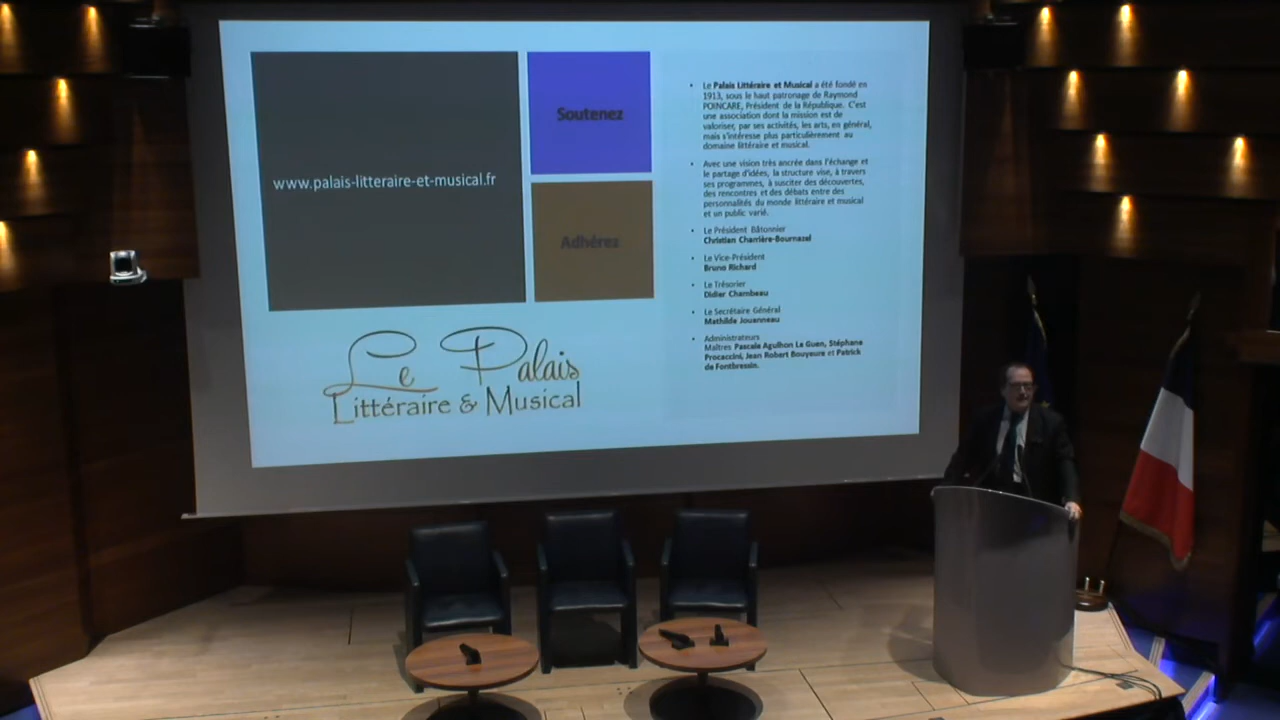 www.palais-litteraire-et-musical.fr
Soutenez
Adhérez
Le Palais
Littéraire & Musical
• Le Palais Littéraire et Musical a été fondé en
1913, sous le haut patronage de Raymond
POINCARE, Président de la République. C'est
une association dont la mission est de
valoriser, par ses activités, les arts, en général,
mais s'intéresse plus particulièrement au
domaine littéraire et musical.
• Avec une vision très ancrée dans l'échange et
le partage d'idées, la structure vise, à travers
ses programmes, à susciter des découvertes,
des rencontres et des débats entre des
personnalités du monde littéraire et musical
et un public varié.
• Le Président Bâtonnier
Christian Charrière-Bournazel
• Le Vice-Président
Bruno Richard
• Le Trésorier
Didier Chambeau
• Le Secrétaire Général
Mathilde Jouanneau
• Administrateurs
Maîtres Pascale Agulhon Le Guen, Stéphane
Procaccini, Jean Robert Bouyeure et Patrick
de Fontbressin.